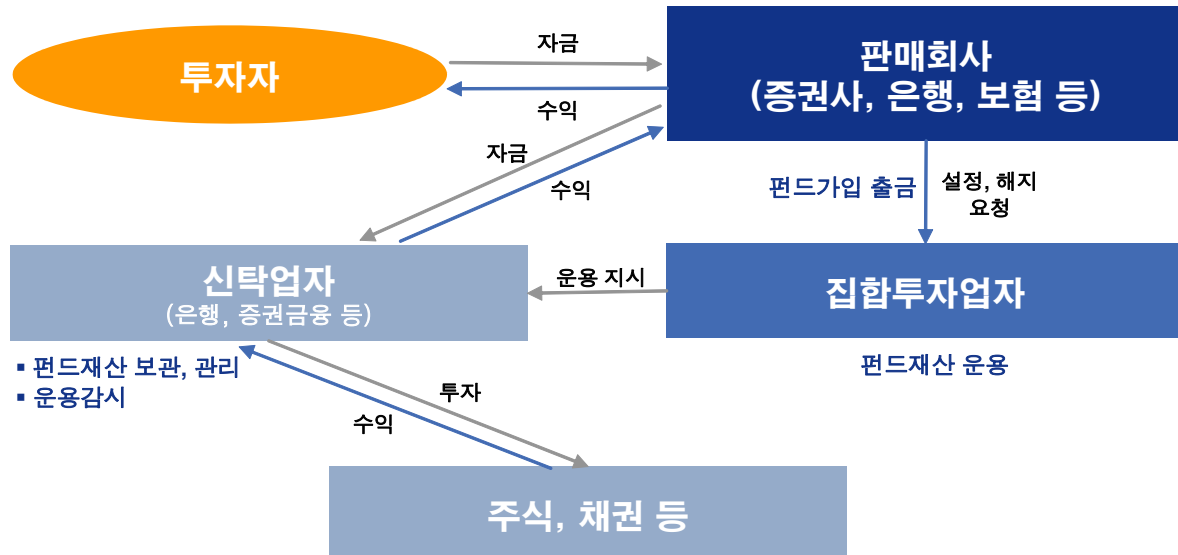 투자자
자금
수익
판매회사
(증권사, 은행, 보험 등)
자금
수익
펀드가입 출금
설정, 해지
요청
신탁업자
(은행, 증권금융 등)
운용 지시
집합투자업자
▪ 펀드재산 보관, 관리
▪ 운용감시
펀드재산 운용
투자
수익
주식, 채권 등